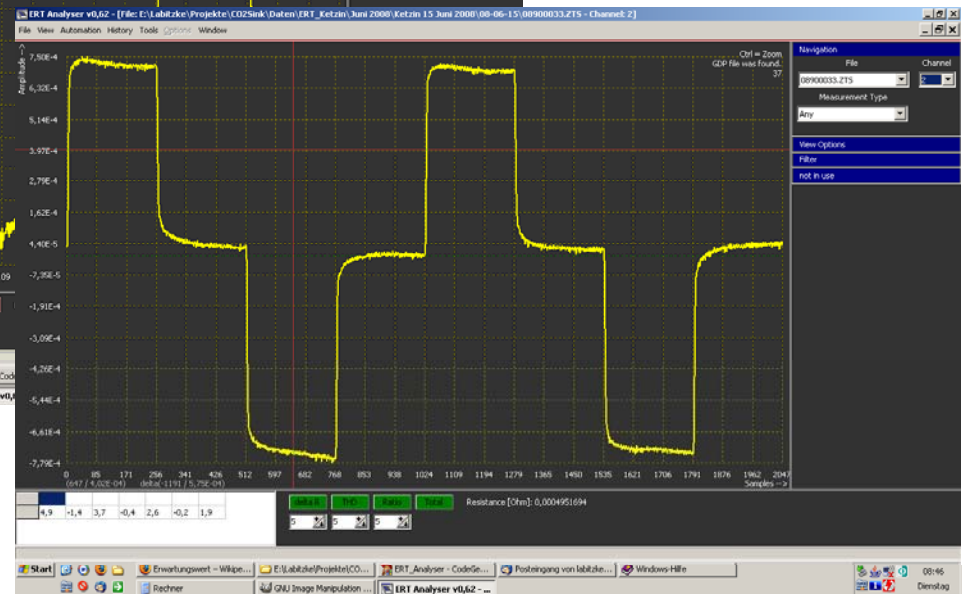 ERT Analyser v0,62 - [File: E:\Labitzke\Projekte\CO2Sink\Daten\ERT_Ketzin\Juni 2008\Ketzin 15 Juni 2008\08-06-15\08900033.ZTS - Channel: 2]
File View Automation History Tools Options Window
Amplitude -->
7,50E-4
6,32E-4
5,14E-4
3,97E-4
2,79E-4
1,62E-4
4,40E-5
-7,35E-5
-1,91E-4
-3,09E-4
-4,26E-4
-5,44E-4
-6,61E-4
-7,79E-4
Ctrl = Zoom
GDP file was found.
37
0 85 171 256 341 426 512 597 682 768 853 938 1024 1109 1194 1279 1365 1450 1535 1621 1706 1791 1876 1962 2047
(647 / 4,02E-04) delta(-1191 / 5,75E-04)
Samples -->
Navigation
File Channel
08900033.ZTS 2
Measurement Type
Any
View Options
Filter
not in use
09
Cod
v0,
4,9 -1,4 3,7 -0,4 2,6 -0,2 1,9
delta A THD Ratio Total Resistance [Ohm]: 0,0004951694
5 5 5
Start Erwartungswert – Wikipe... E:\Labitzke\Projekte\CO... ERT_Analyser - CodeGe... Posteingang von labitzke... Windows-Hilfe 08:46
Rechner GNU Image Manipulation ... ERT Analyser v0,62 - ... Dienstag